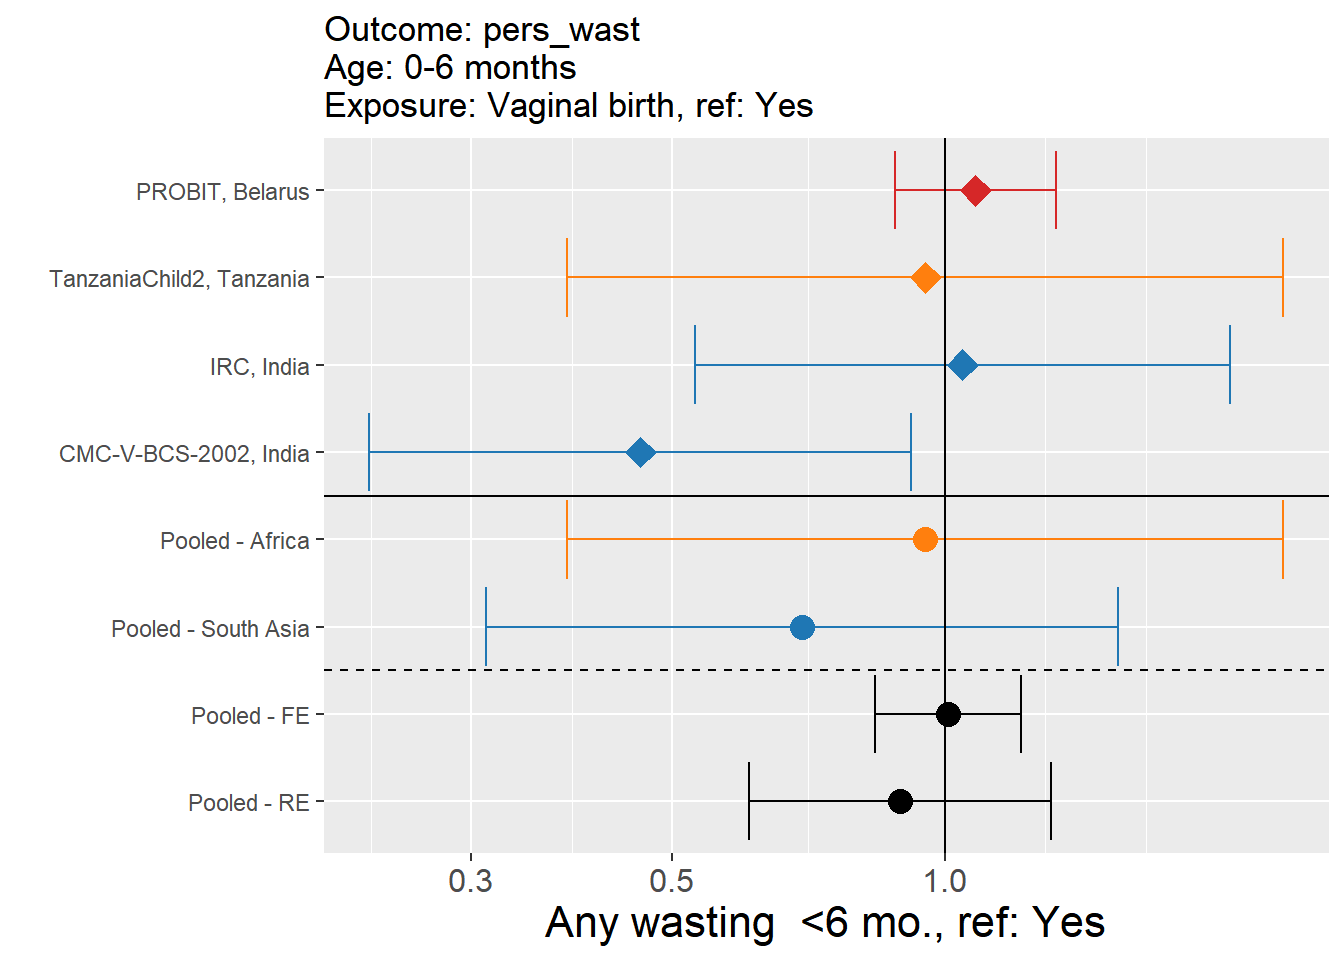 Outcome: pers_wast
Age: 0-6 months
Exposure: Vaginal birth, ref: Yes
PROBIT, Belarus
TanzaniaChild2, Tanzania
IRC, India
CMC-V-BCS-2002, India
Pooled - Africa
Pooled - South Asia
Pooled - FE
Pooled - RE
0.3 0.5 1.0
Any wasting  <6 mo., ref: Yes